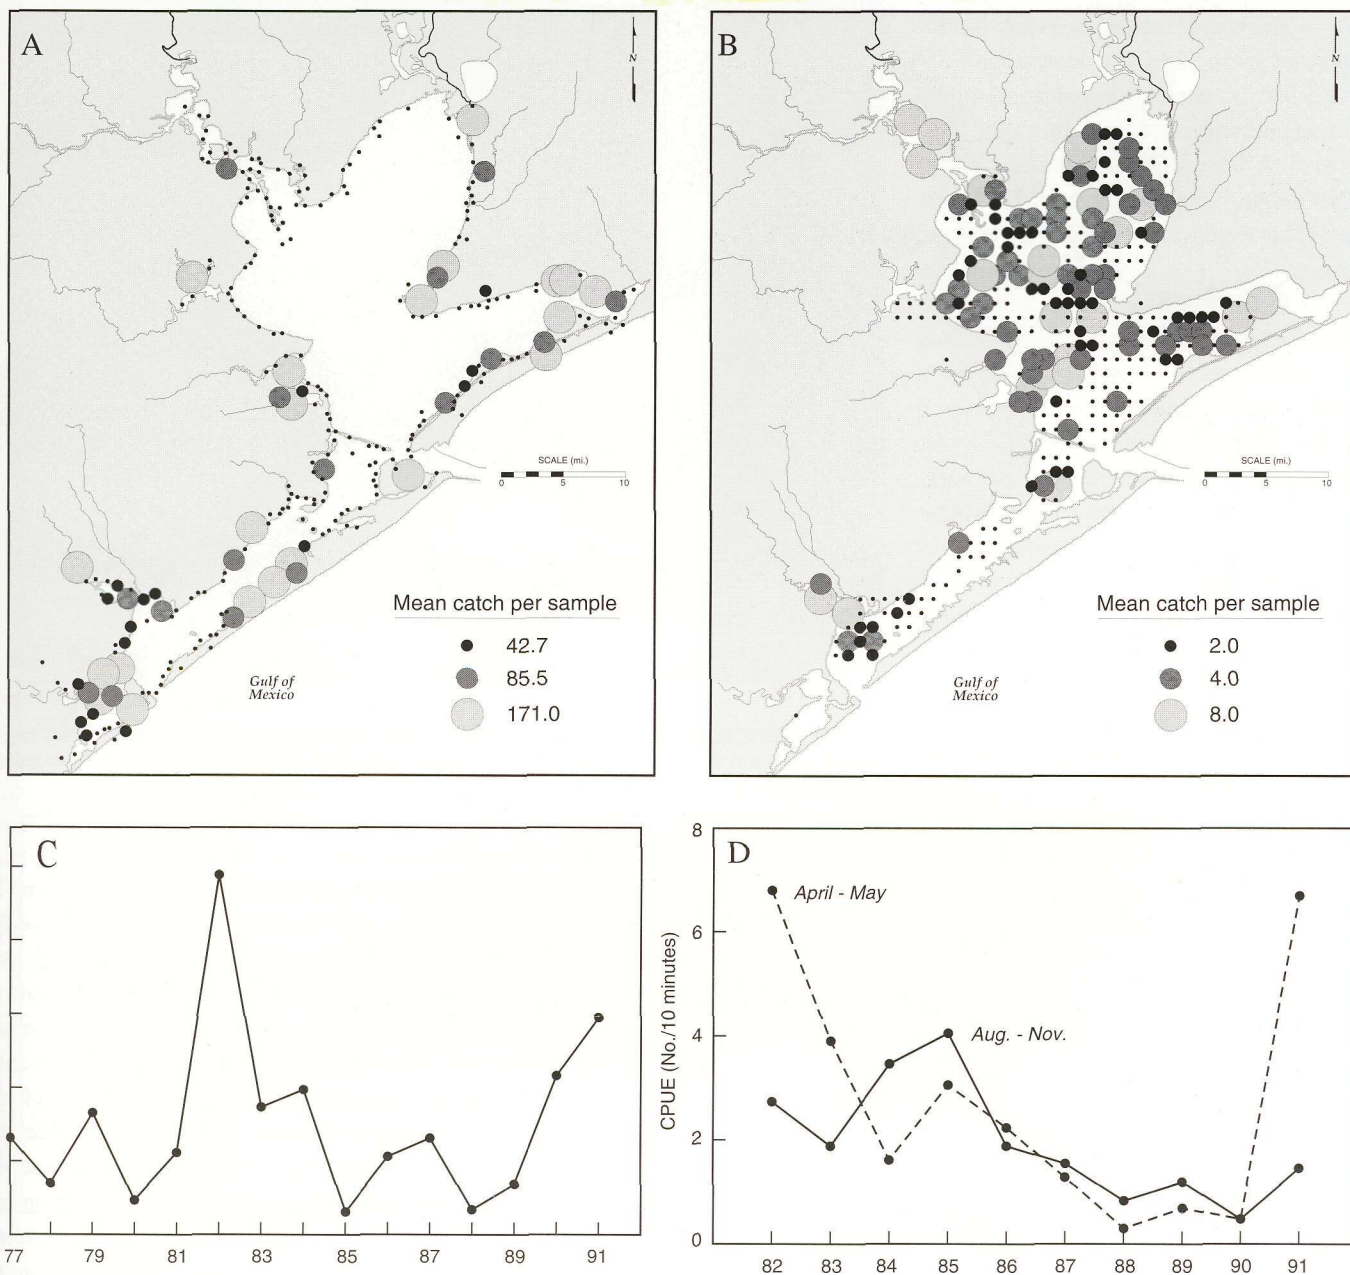 A
N
SCALE (mi.)
0 5 10
Mean catch per sample
42.7
85.5
171.0
Gulf of
Mexico
B
N
SCALE (mi.)
0 5 10
Mean catch per sample
2.0
4.0
8.0
Gulf of
Mexico
C
77 79 81 83 85 87 89 91
D
8
6
4
2
0
CPUE (No./10 minutes)
April - May
Aug. - Nov.
82 83 84 85 86 87 88 89 90 91